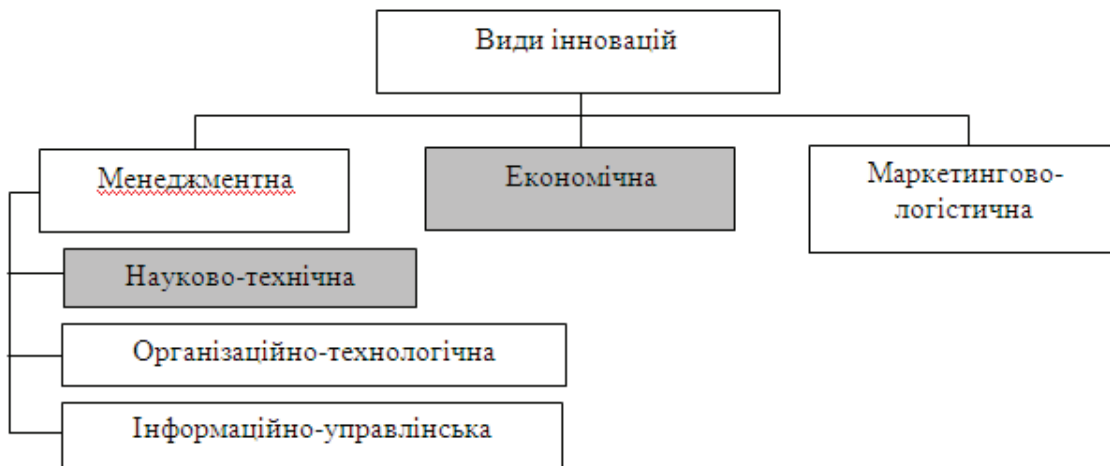 Види інновацій
Менеджментна
Економічна
Маркетингово-
логістична
Науково-технічна
Організаційно-технологічна
Інформаційно-управлінська